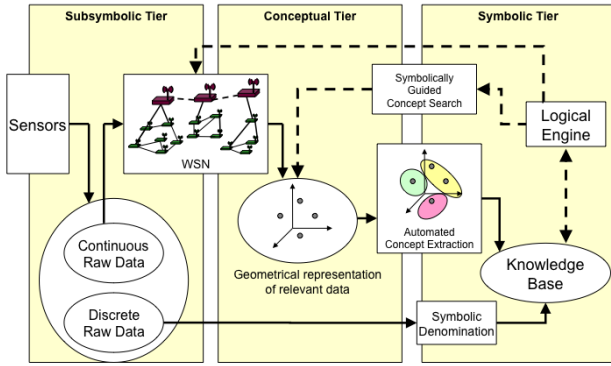 Subsymbolic Tier
Conceptual Tier
Symbolic Tier
Sensors
WSN
Symbolically
Guided
Concept Search
Logical
Engine
Continuous
Raw Data
Discrete
Raw Data
Geometrical representation
of relevant data
Automated
Concept Extraction
Knowledge
Base
Symbolic
Denomination